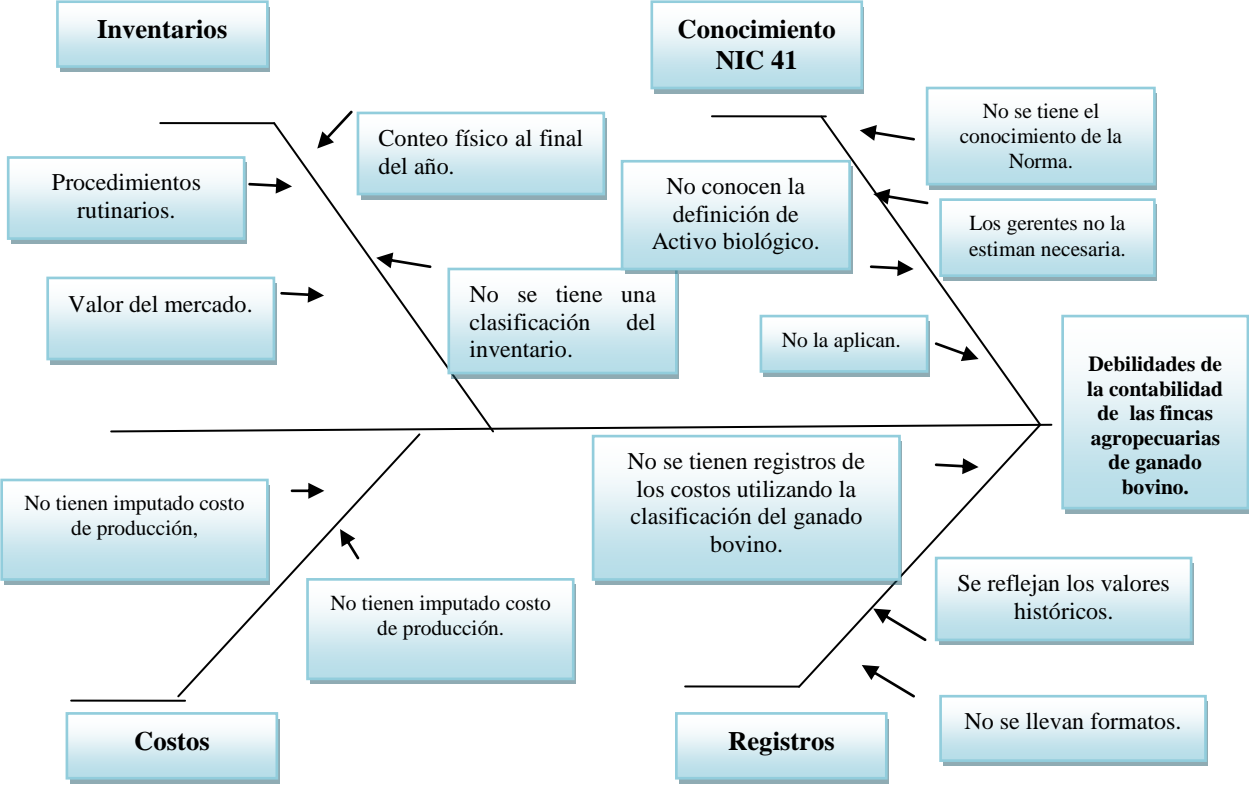 Inventarios
Conocimiento
NIC 41
Conteo físico al final
del año.
Procedimientos
rutinarios.
Valor del mercado.
No se tiene una
clasificación del
inventario.
No se tiene el
conocimiento de la
Norma.
No conocen la
definición de
Activo biológico.
Los gerentes no la
estiman necesaria.
No la aplican.
Debilidades de
la contabilidad
de las fincas
agropecuarias
de ganado
bovino.
No tienen imputado costo
de producción,
No tienen imputado costo
de producción.
No se tienen registros de
los costos utilizando la
clasificación del ganado
bovino.
Se reflejan los valores
históricos.
No se llevan formatos.
Costos
Registros